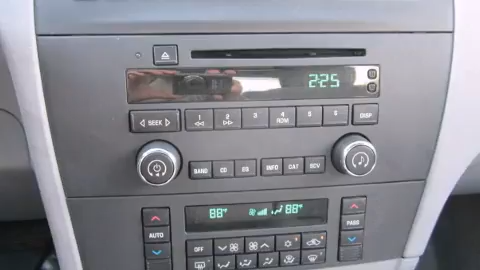 2:25
SEEK 1 2 3 4 5 6 DISP
RDM
BAND CD EQ INFO CAT
88°F 88°F
AUTO PASS
OFF